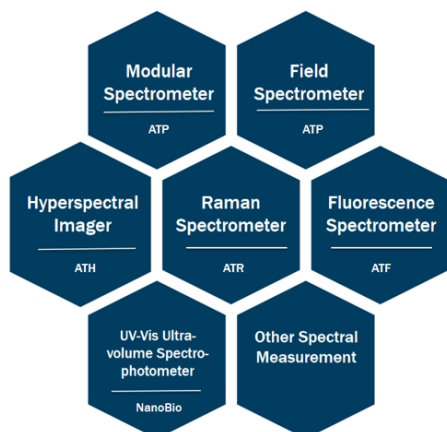 Modular
Spectrometer
ATP
Field
Spectrometer
ATP
Hyperspectral
Imager
ATH
Raman
Spectrometer
ATR
Fluorescence
Spectrometer
ATF
UV-Vis Ultra-
volume Spectro-
photometer
NanoBio
Other Spectral
Measurement